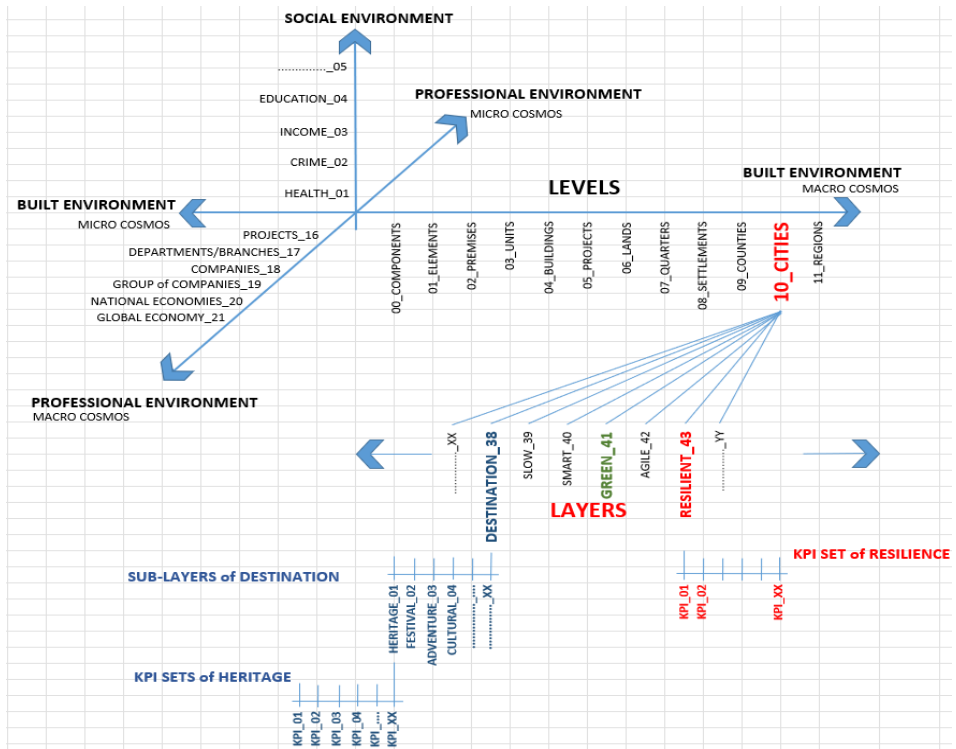 SOCIAL ENVIRONMENT
..............._05
EDUCATION_04
INCOME_03
CRIME_02
HEALTH_01
PROFESSIONAL ENVIRONMENT
MICRO COSMOS
BUILT ENVIRONMENT
MACRO COSMOS
LEVELS
BUILT ENVIRONMENT
MICRO COSMOS
PROJECTS_16
DEPARTMENTS/BRANCHES_17
COMPANIES_18
GROUP of COMPANIES_19
NATIONAL ECONOMIES_20
GLOBAL ECONOMY_21
PROFESSIONAL ENVIRONMENT
MACRO COSMOS
00_COMPONENTS
01_ELEMENTS
02_PREMISES
03_UNITS
04_BUILDINGS
05_PROJECTS
06_LANDS
07_QUARTERS
08_SETTLEMENTS
09_COUNTIES
10_CITIES
11_REGIONS
..............._XX
DESTINATION_38
SLOW_39
SMART_40
GREEN_41
AGILE_42
RESILIENT_43
..............._YY
LAYERS
SUB-LAYERS of DESTINATION
HERITAGE_01
FESTIVAL_02
ADVENTURE_03
CULTURAL_04
..............._....
..............._XX
KPI SET of RESILIENCE
KPI_01
KPI_02
KPI_XX
KPI SETS of HERITAGE
KPI_01
KPI_02
KPI_03
KPI_04
KPI_....
KPI_XX